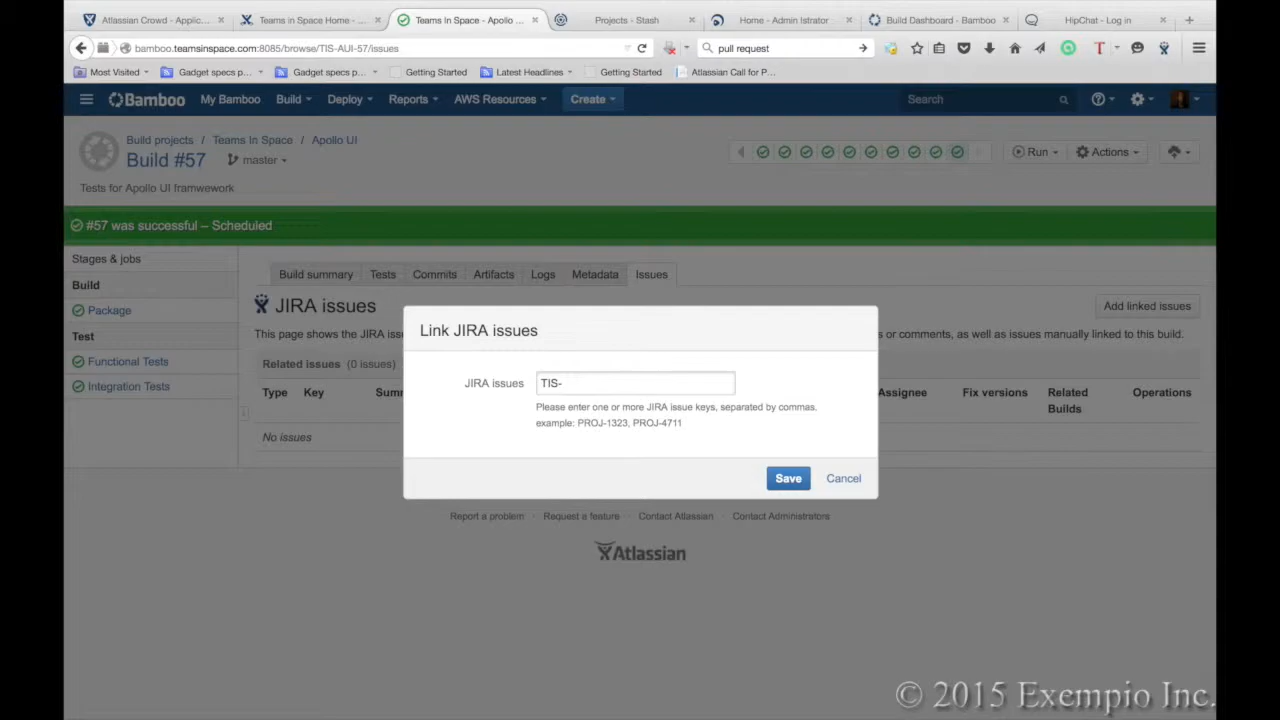 Atlassian Crowd - Applic...
Teams in Space Home - ...
Teams in Space - Apollo ...
Projects - Stash
Home - Admin Istrator
Build Dashboard - Bamboo
HipChat - Log in
bamboo.teamsinspace.com:8085/browse/TIS-AUI-57/issues
pull request
Most Visited
Gadget specs p...
Gadget specs p...
Getting Started
Latest Headlines
Getting Started
Atlassian Call for P...
Bamboo
My Bamboo
Build
Deploy
Reports
AWS Resources
Create
Search
Build projects / Teams In Space / Apollo UI
Build #57
master
Run
Actions
Tests for Apollo UI framwework
#57 was successful – Scheduled
Stages & jobs
Build
Package
Test
Functional Tests
Integration Tests
Build summary
Tests
Commits
Artifacts
Logs
Metadata
Issues
JIRA issues
Add linked issues
This page shows the JIRA
s or comments, as well as issues manually linked to this build.
Related issues (0 issues)
Type
Key
Assignee
Fix versions
Related
Builds
Operations
No issues
Link JIRA issues
JIRA issues
TIS-
Please enter one or more JIRA issue keys, separated by commas.
example: PROJ-1323, PROJ-4711
Save
Cancel
Report a problem · Request a feature · Contact Atlassian · Contact Administrators
Atlassian
© 2015 Exempio Inc.